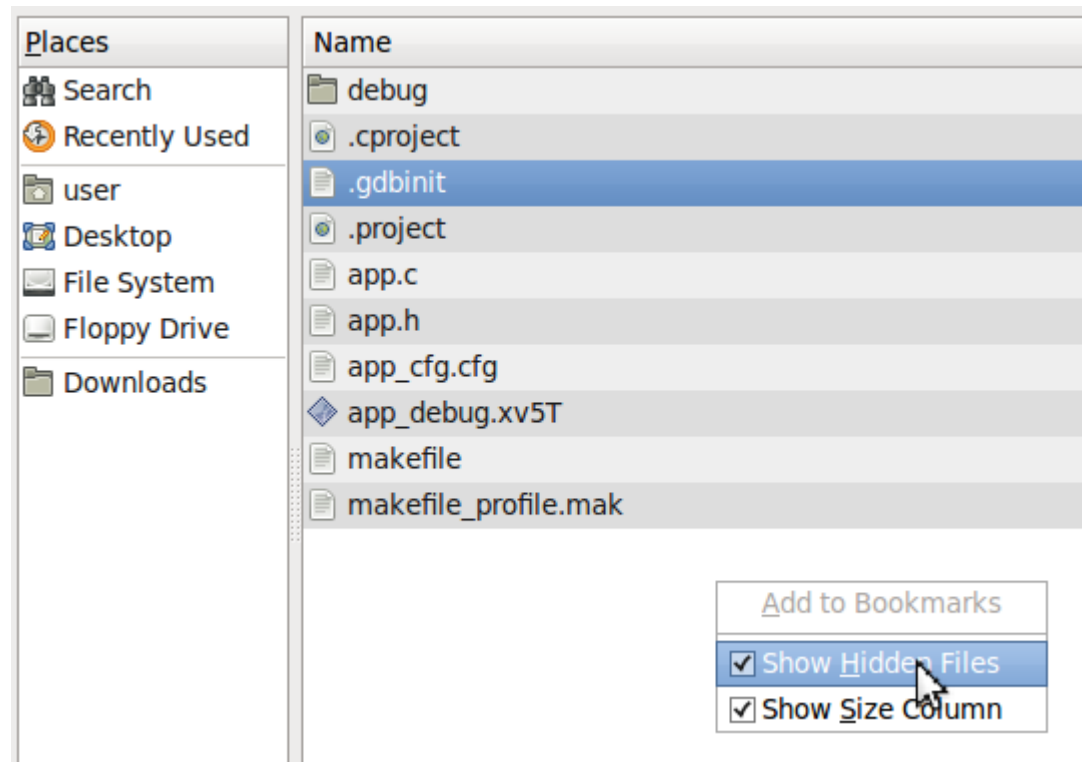 Places
Search
Recently Used
user
Desktop
File System
Floppy Drive
Downloads
Name
debug
.cproject
.gdbinit
.project
app.c
app.h
app_cfg.cfg
app_debug.xv5T
makefile
makefile_profile.mak
Add to Bookmarks
Show Hidden Files
Show Size Column